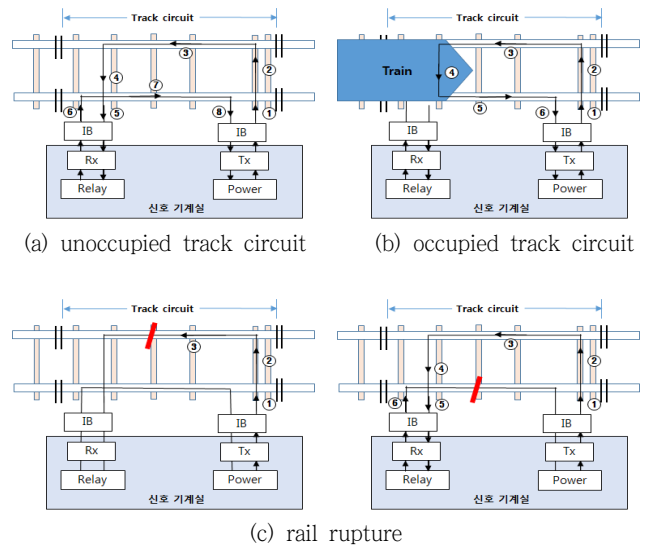 Track circuit
③ ②
④ ⑦
⑥ ⑤ ⑧ ①
IB IB
Rx Tx
Relay Power
신호 기계실
(a) unoccupied track circuit
Track circuit
③ ②
Train ④
⑤ ⑥ ①
IB IB
Rx Tx
Relay Power
신호 기계실
(b) occupied track circuit
Track circuit
③ ②
①
IB IB
Rx Tx
Relay Power
신호 기계실
Track circuit
③ ②
④
⑥ ⑤ ①
IB IB
Rx Tx
Relay Power
신호 기계실
(c) rail rupture